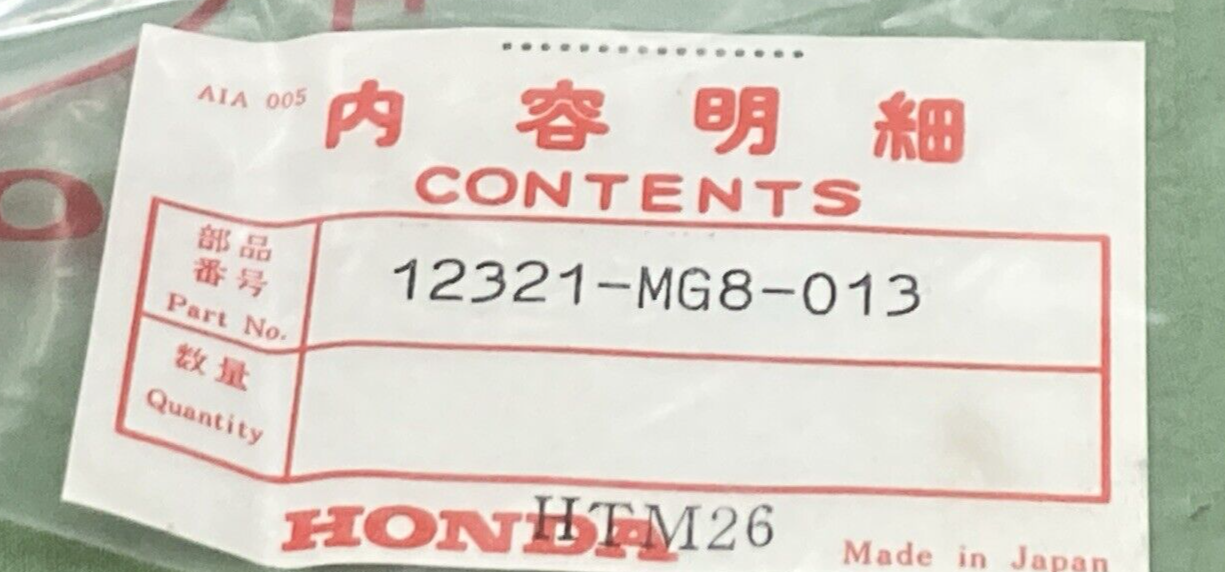 AIA 005
内容明細
CONTENTS
部品
番号
Part No.
12321-MG8-013
数量
Quantity
HONDA
HTM26
Made in Japan